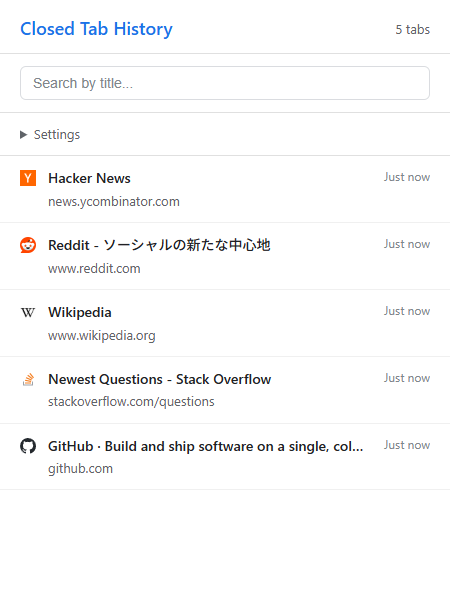 Closed Tab History
5 tabs
Search by title...
▶ Settings
Y
Hacker News
Just now
news.ycombinator.com
Reddit - ソーシャルの新たな中心地
Just now
www.reddit.com
W
Wikipedia
Just now
www.wikipedia.org
Newest Questions - Stack Overflow
Just now
stackoverflow.com/questions
GitHub · Build and ship software on a single, col...
Just now
github.com